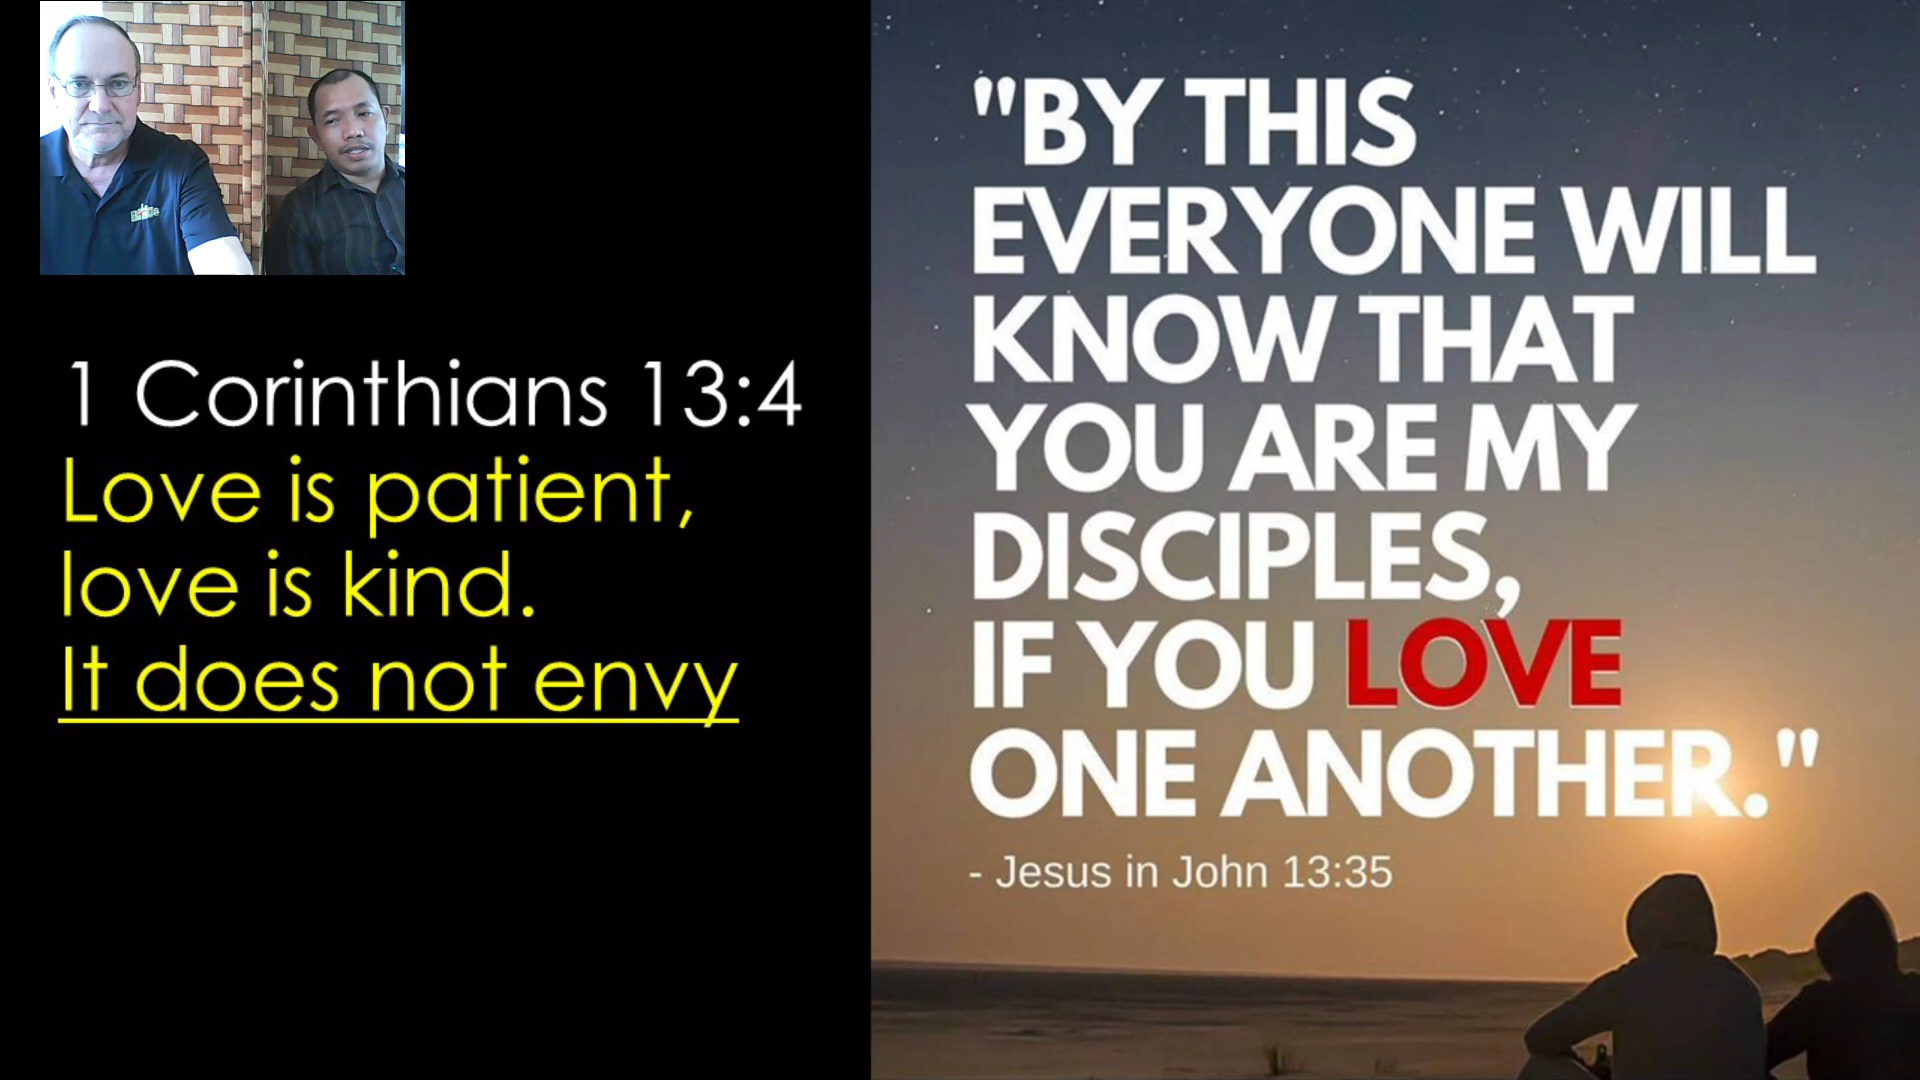 1 Corinthians 13:4
Love is patient,
love is kind.
It does not envy
"BY THIS
EVERYONE WILL
KNOW THAT
YOU ARE MY
DISCIPLES,
IF YOU LOVE
ONE ANOTHER."
- Jesus in John 13:35